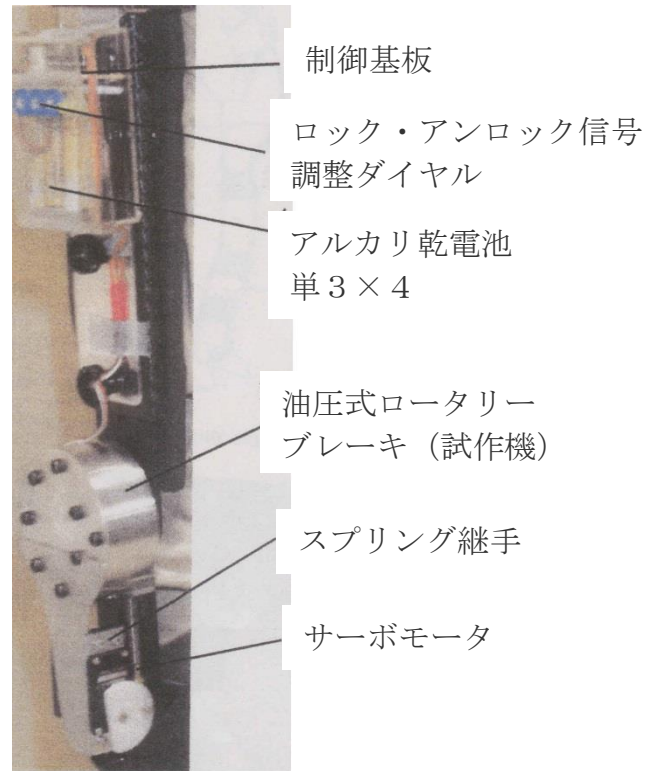 制御基板
ロック・アンロック信号
調整ダイヤル
アルカリ乾電池
単３×４
油圧式ロータリー
ブレーキ（試作機）
スプリング継手
サーボモータ